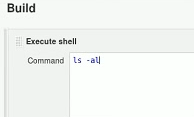 Build
Execute shell
Command ls -al